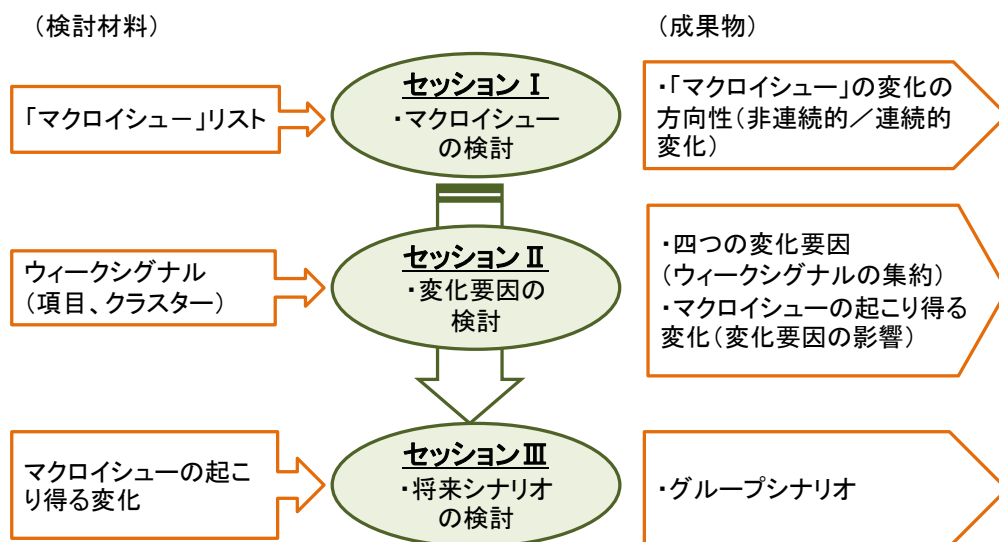 （検討材料）
（成果物）
「マクロイシュー」リスト
セッションⅠ
・マクロイシュー
の検討
・「マクロイシュー」の変化の
方向性（非連続的／連続的
変化）
ウィークシグナル
（項目、クラスター）
セッションⅡ
・変化要因の
検討
・四つの変化要因
（ウィークシグナルの集約）
・マクロイシューの起こり得る
変化（変化要因の影響）
マクロイシューの起こ
り得る変化
セッションⅢ
・将来シナリオ
の検討
・グループシナリオ